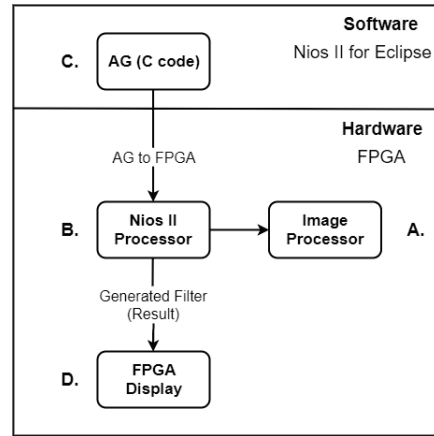 Software
Nios II for Eclipse
C.
AG (C code)
Hardware
FPGA
AG to FPGA
B.
Nios II
Processor
Image
Processor
A.
Generated Filter
(Result)
D.
FPGA
Display